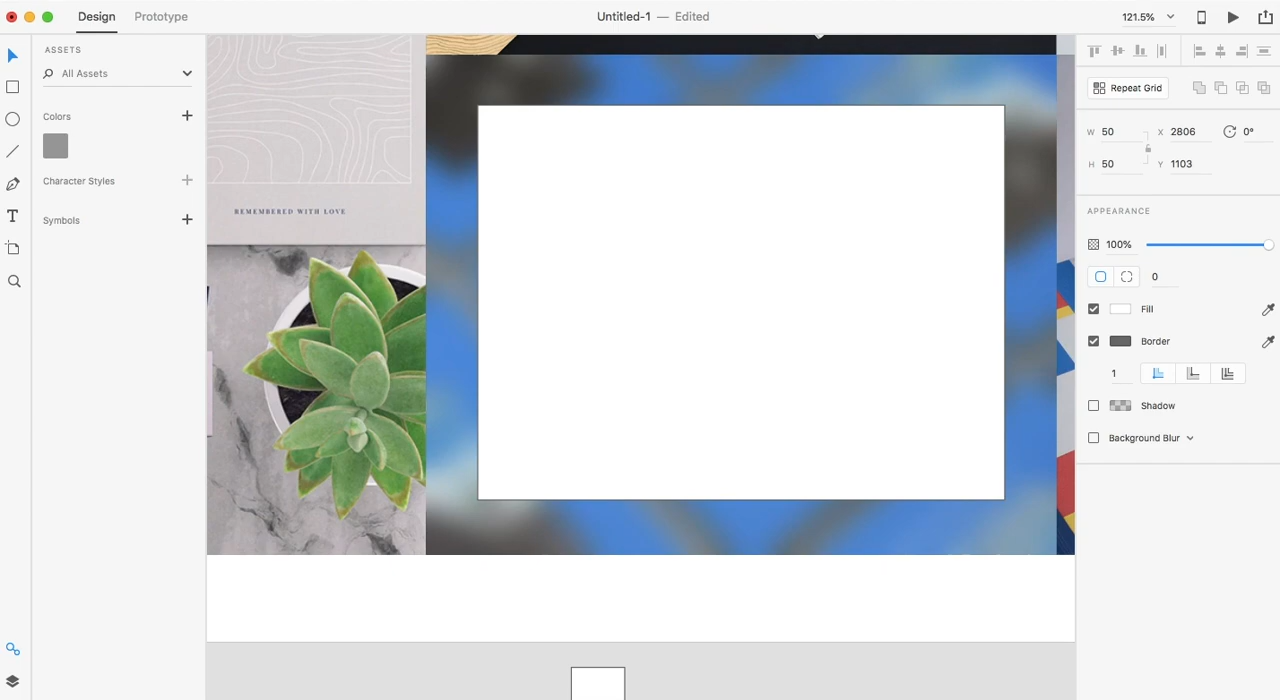 Design
Prototype
Untitled-1 — Edited
121.5%
ASSETS
All Assets
Colors
Character Styles
Symbols
REMEMBERED WITH LOVE
Repeat Grid
W 50 X 2806 0°
H 50 Y 1103
APPEARANCE
100%
0
Fill
Border
1
Shadow
Background Blur